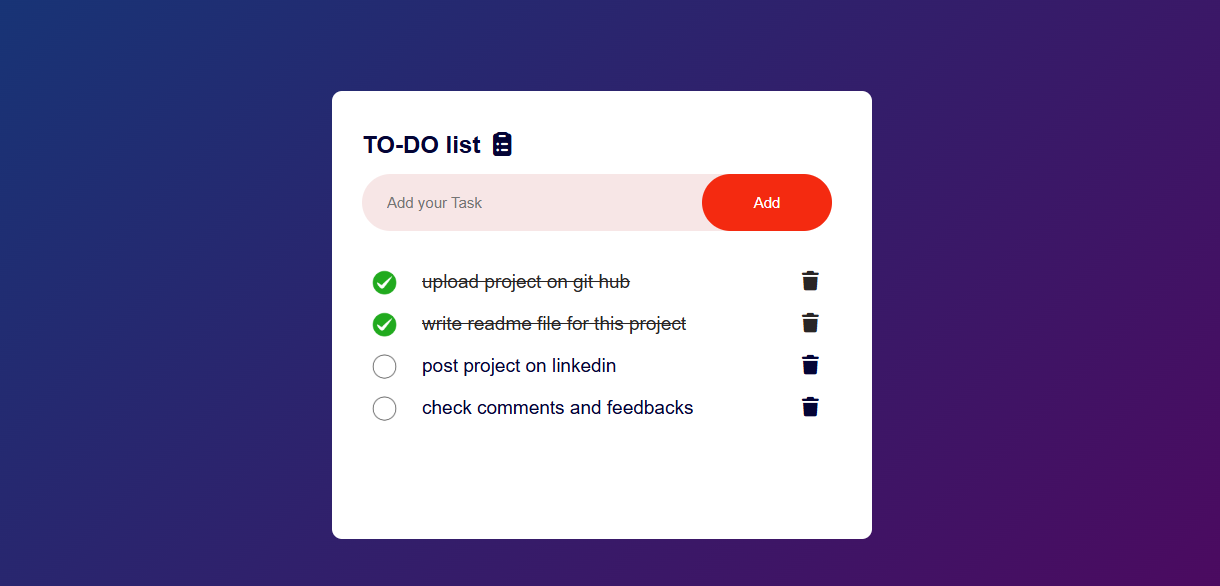 TO-DO list
Add your Task
Add
upload project on git hub
write readme file for this project
post project on linkedin
check comments and feedbacks